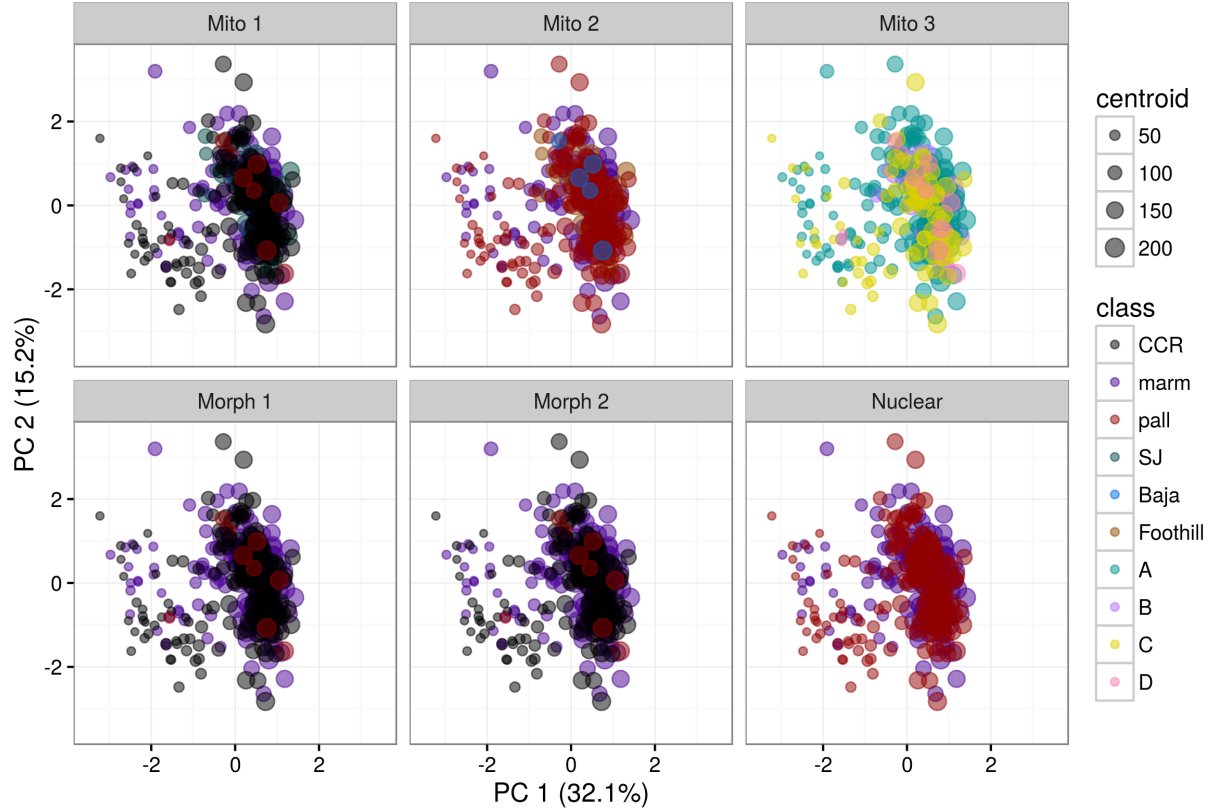 Mito 1
Mito 2
Mito 3
2
0
-2
Morph 1
Morph 2
Nuclear
2
0
-2
-2
0
2
-2
0
2
-2
0
2
PC 1 (32.1%)
PC 2 (15.2%)
centroid
50
100
150
200
class
CCR
marm
pall
SJ
Baja
Foothill
A
B
C
D